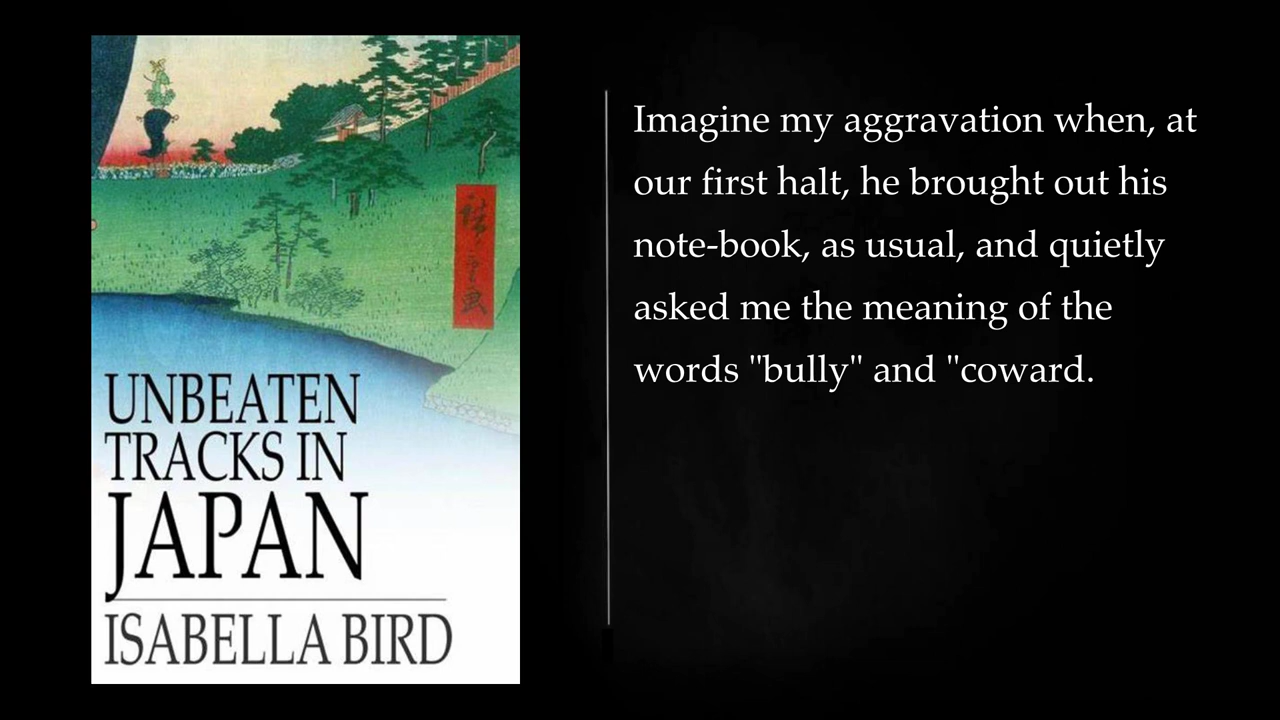 UNBEATEN
TRACKS IN
JAPAN
ISABELLA BIRD
Imagine my aggravation when, at
our first halt, he brought out his
note-book, as usual, and quietly
asked me the meaning of the
words "bully" and "coward.